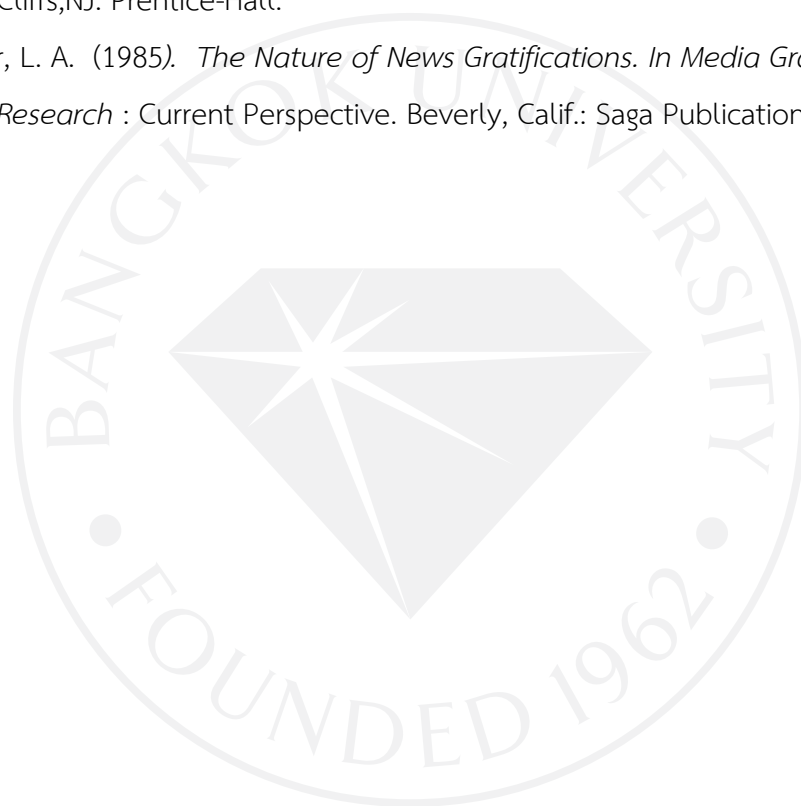 Cliffs,NJ: Prentice-Hall.
, L. A. (1985). The Nature of News Gratifications. In Media Gra
Research : Current Perspective. Beverly, Calif.: Saga Publication
BANGKOK UNIVERSITY
FOUNDED 1962